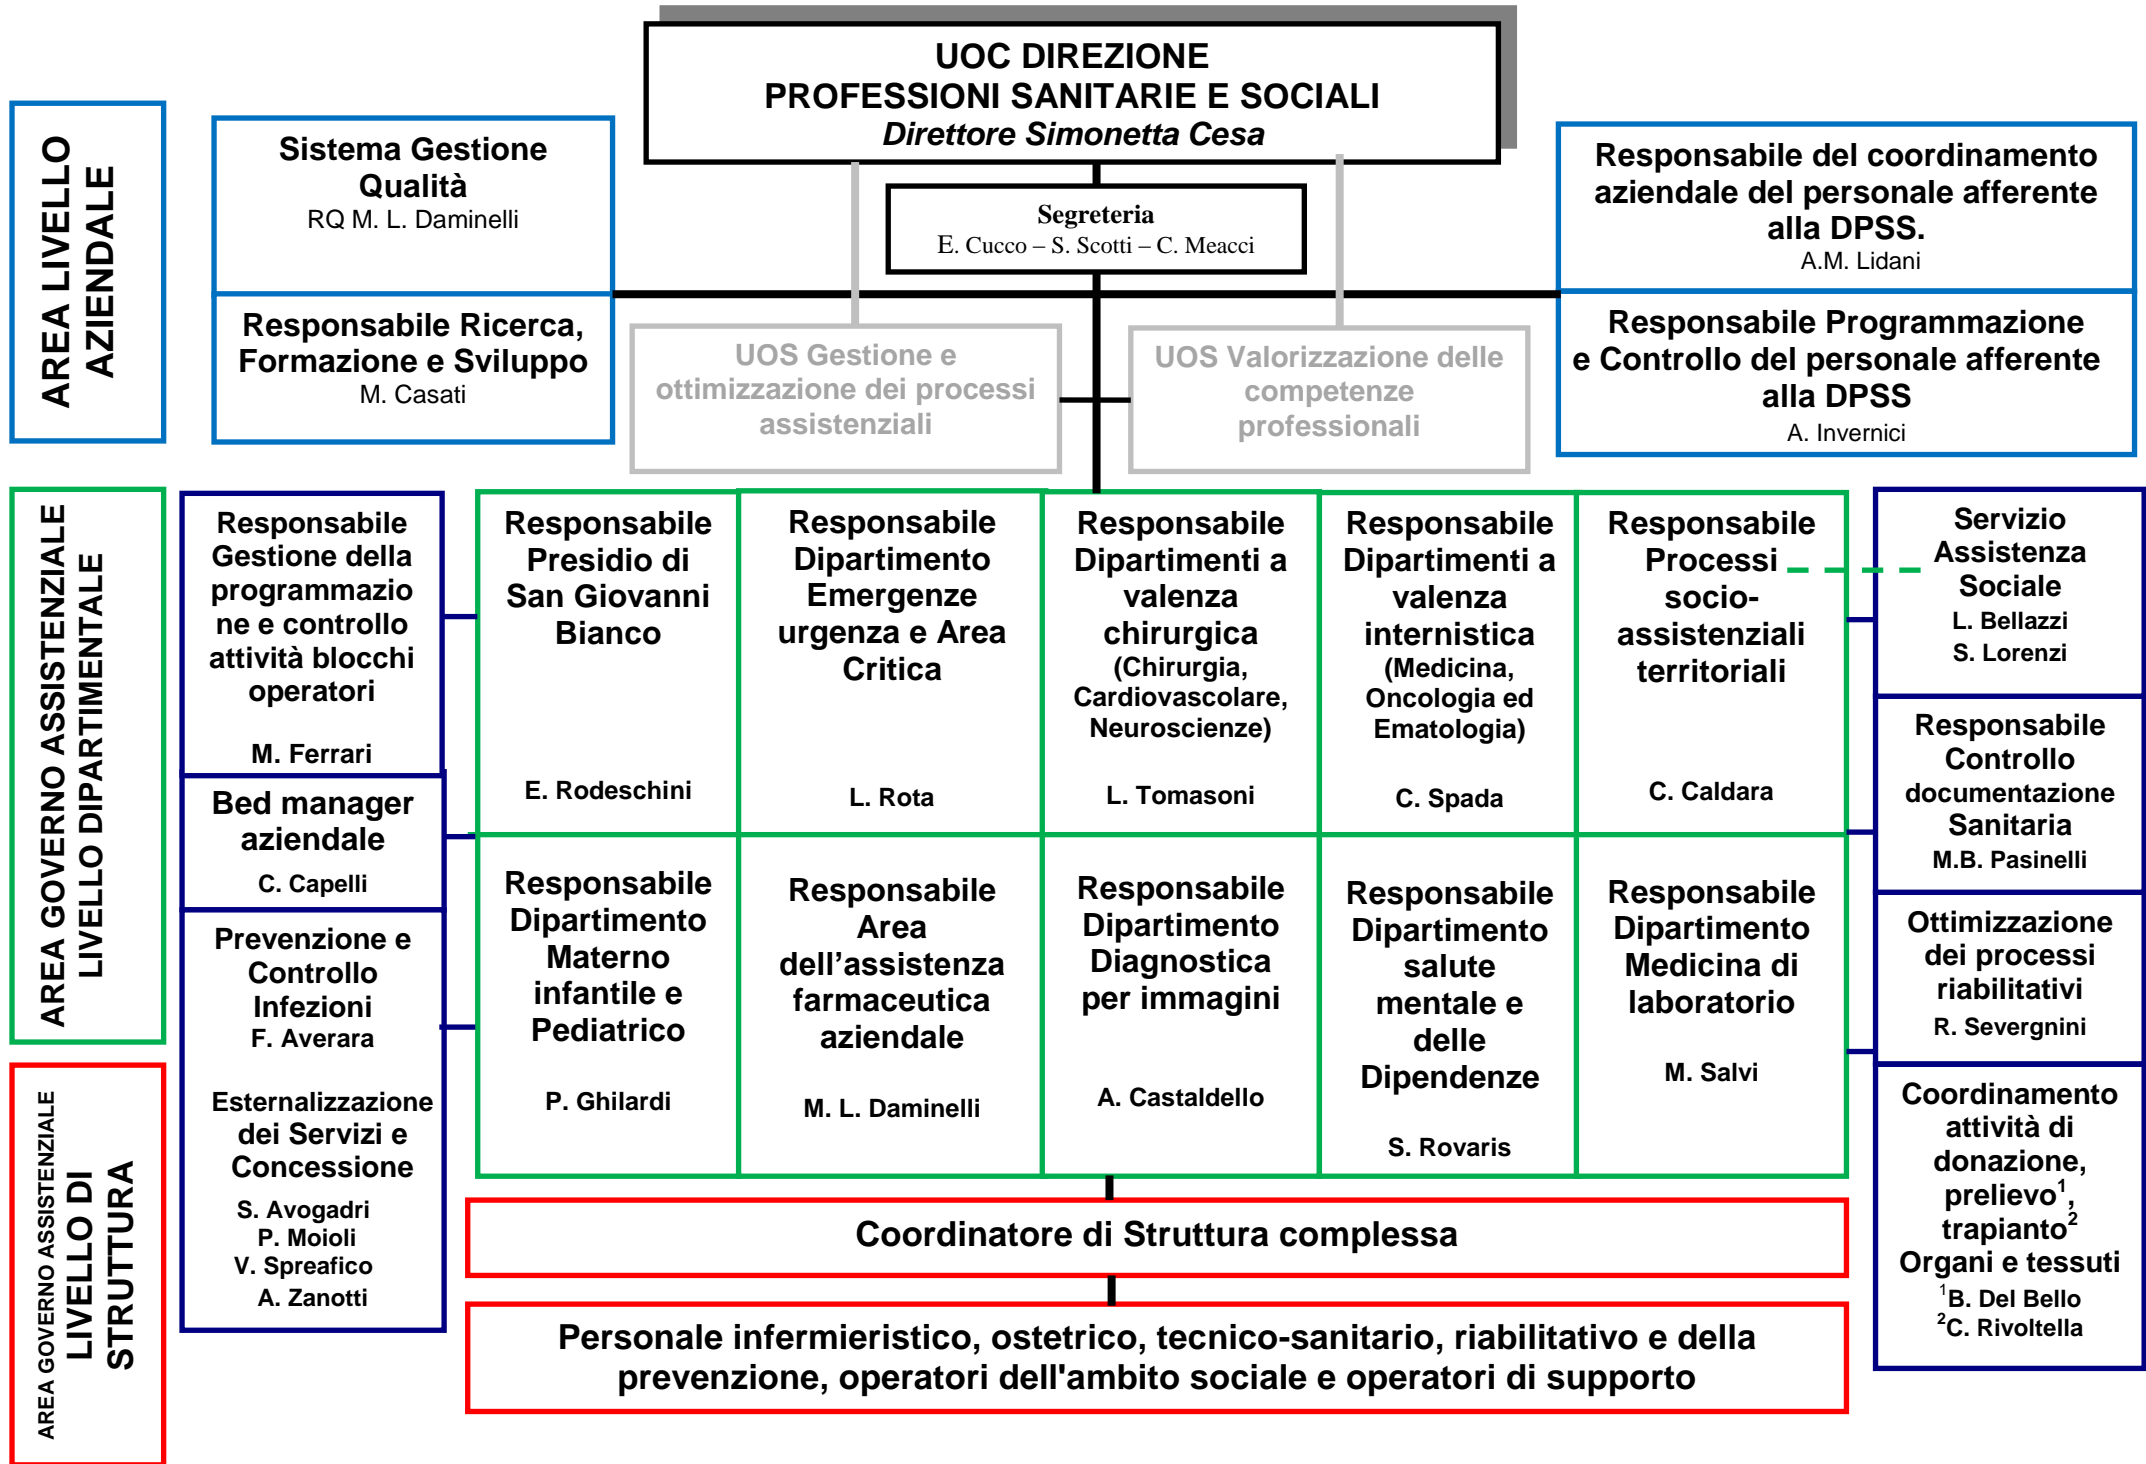 UOC DIREZIONE
PROFESSIONI SANITARIE E SOCIALI
Direttore Simonetta Cesa
Segreteria
E. Cucco – S. Scotti – C. Meacci
AREA LIVELLO
AZIENDALE
Sistema Gestione
Qualità
RQ M. L. Daminelli
Responsabile Ricerca,
Formazione e Sviluppo
M. Casati
UOS Gestione e
ottimizzazione dei processi
assistenziali
UOS Valorizzazione delle
competenze
professionali
Responsabile del coordinamento
aziendale del personale afferente
alla DPSS.
A.M. Lidani
Responsabile Programmazione
e Controllo del personale afferente
alla DPSS
A. Invernici
AREA GOVERNO ASSISTENZIALE
LIVELLO DIPARTIMENTALE
Responsabile
Gestione della
programmazio
ne e controllo
attività blocchi
operatori
M. Ferrari
Bed manager
aziendale
C. Capelli
Prevenzione e
Controllo
Infezioni
F. Averara
Esternalizzazione
dei Servizi e
Concessione
S. Avogadri
P. Moioli
V. Spreafico
A. Zanotti
Responsabile
Presidio di
San Giovanni
Bianco
E. Rodeschini
Responsabile
Dipartimento
Emergenze
urgenza e Area
Critica
L. Rota
Responsabile
Dipartimenti a
valenza
chirurgica
(Chirurgia,
Cardiovascolare,
Neuroscienze)
L. Tomasoni
Responsabile
Dipartimenti a
valenza
internistica
(Medicina,
Oncologia ed
Ematologia)
C. Spada
Responsabile
Processi
socio-
assistenziali
territoriali
C. Caldara
Responsabile
Dipartimento
Materno
infantile e
Pediatrico
P. Ghilardi
Responsabile
Area
dell’assistenza
farmaceutica
aziendale
M. L. Daminelli
Responsabile
Dipartimento
Diagnostica
per immagini
A. Castaldello
Responsabile
Dipartimento
salute
mentale e
delle
Dipendenze
S. Rovaris
Responsabile
Dipartimento
Medicina di
laboratorio
M. Salvi
Servizio
Assistenza
Sociale
L. Bellazzi
S. Lorenzi
Responsabile
Controllo
documentazione
Sanitaria
M.B. Pasinelli
Ottimizzazione
dei processi
riabilitativi
R. Severgnini
Coordinamento
attività di
donazione,
prelievo¹,
trapianto²
Organi e tessuti
¹B. Del Bello
²C. Rivoltella
AREA GOVERNO ASSISTENZIALE
LIVELLO DI
STRUTTURA
Coordinatore di Struttura complessa
Personale infermieristico, ostetrico, tecnico-sanitario, riabilitativo e della
prevenzione, operatori dell'ambito sociale e operatori di supporto